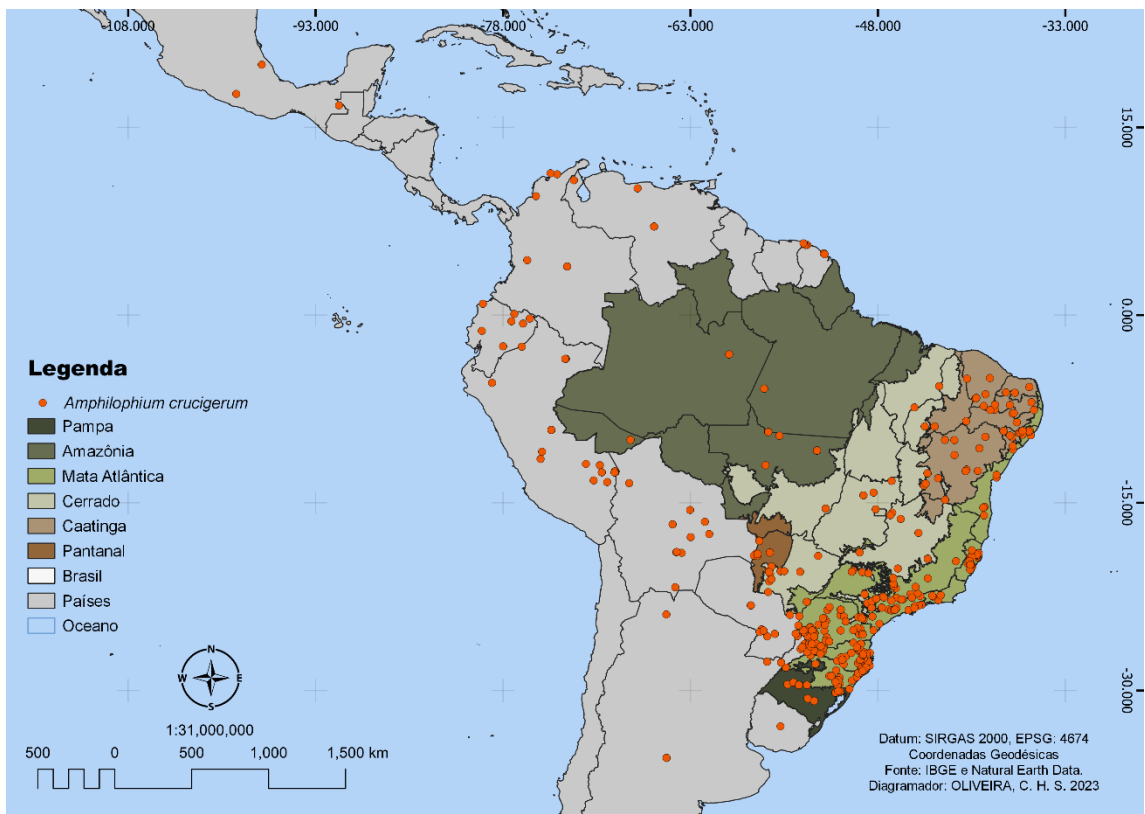 -108.000 -93.000 -78.000 -63.000 -48.000 -33.000
15.000
0.000
-15.000
-30.000
Legenda
Amphilophium crucigerum
Pampa
Amazônia
Mata Atlântica
Cerrado
Caatinga
Pantanal
Brasil
Países
Oceano
N
W E
S
1:31,000,000
500 0 500 1,000 1,500 km
Datum: SIRGAS 2000, EPSG: 4674
Coordenadas Geodésicas
Fonte: IBGE e Natural Earth Data.
Diagramador: OLIVEIRA, C. H. S. 2023